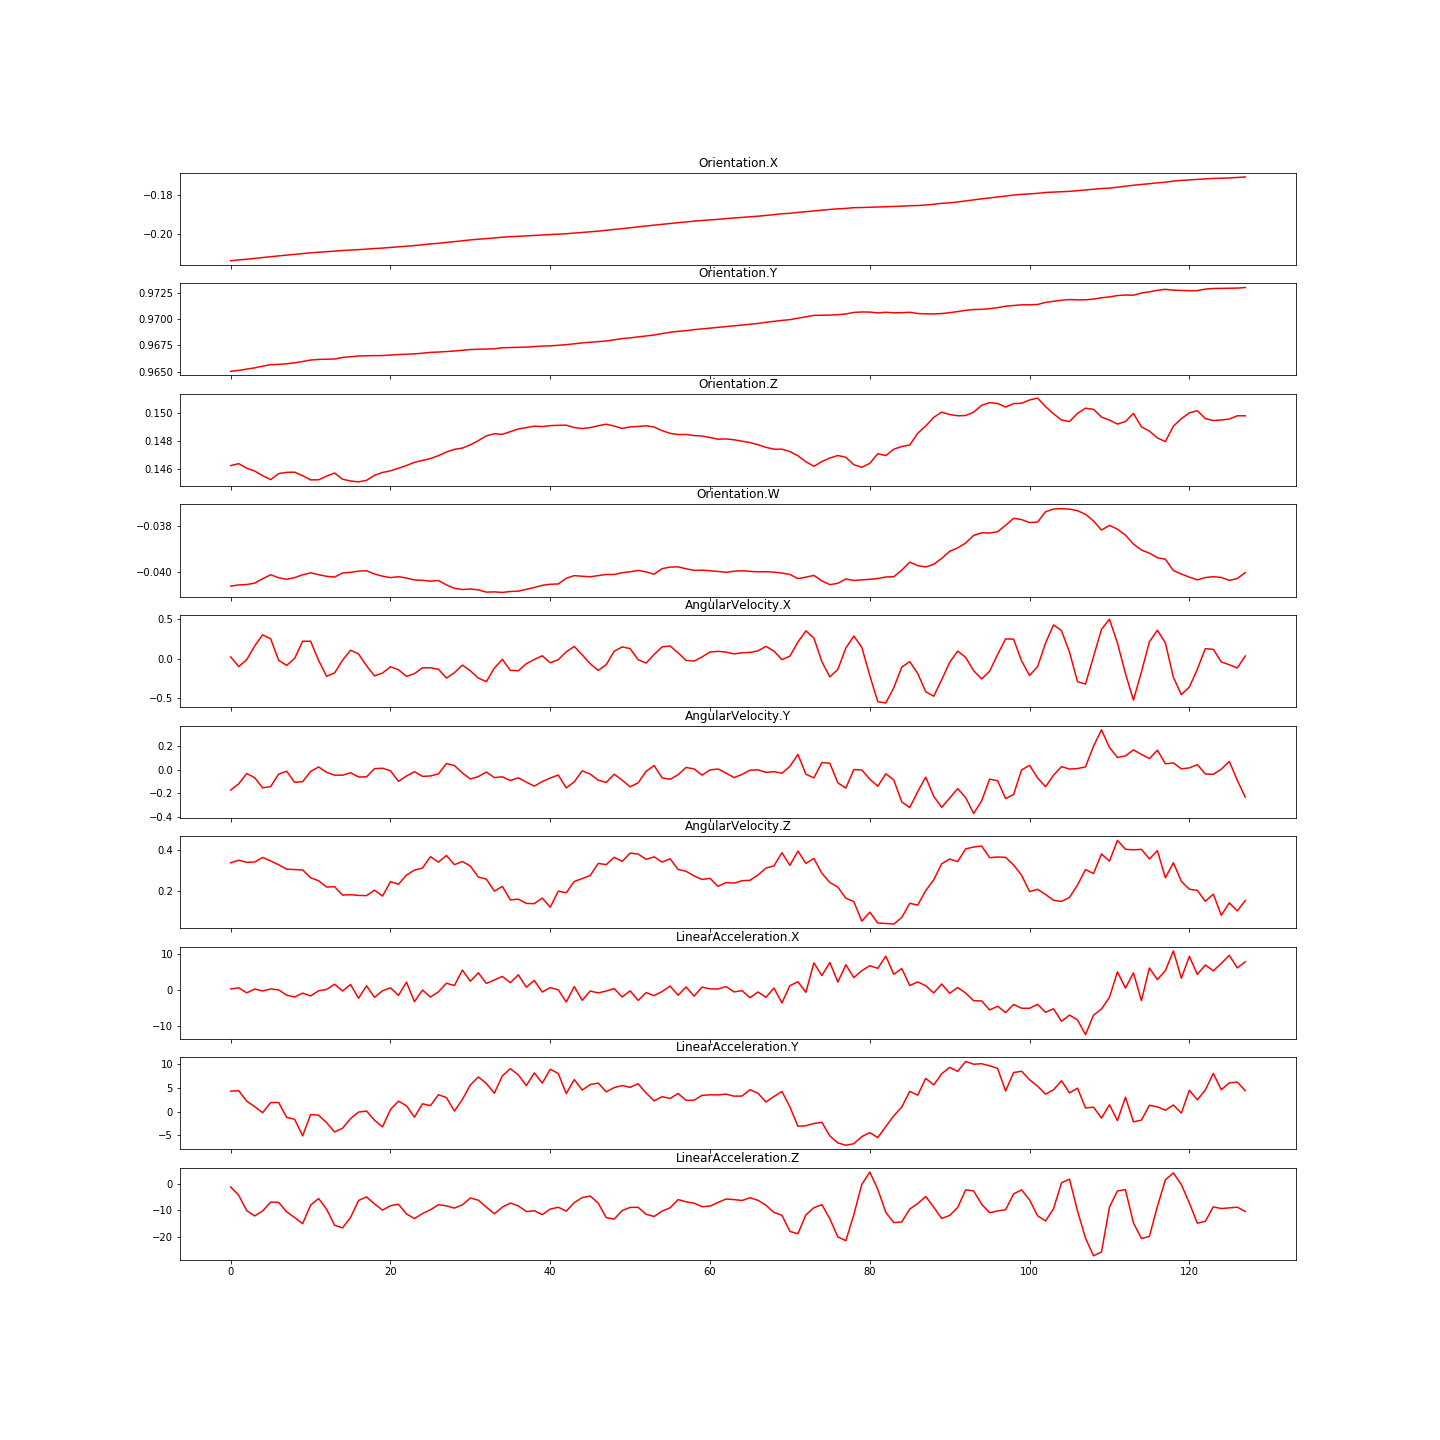 Orientation.X
−0.18
−0.20
Orientation.Y
0.9725
0.9700
0.9675
0.9650
Orientation.Z
0.150
0.148
0.146
Orientation.W
−0.038
−0.040
AngularVelocity.X
0.5
0.0
−0.5
AngularVelocity.Y
0.2
0.0
−0.2
−0.4
AngularVelocity.Z
0.4
0.2
LinearAcceleration.X
10
0
−10
LinearAcceleration.Y
10
5
0
−5
LinearAcceleration.Z
0
−10
−20
0 20 40 60 80 100 120